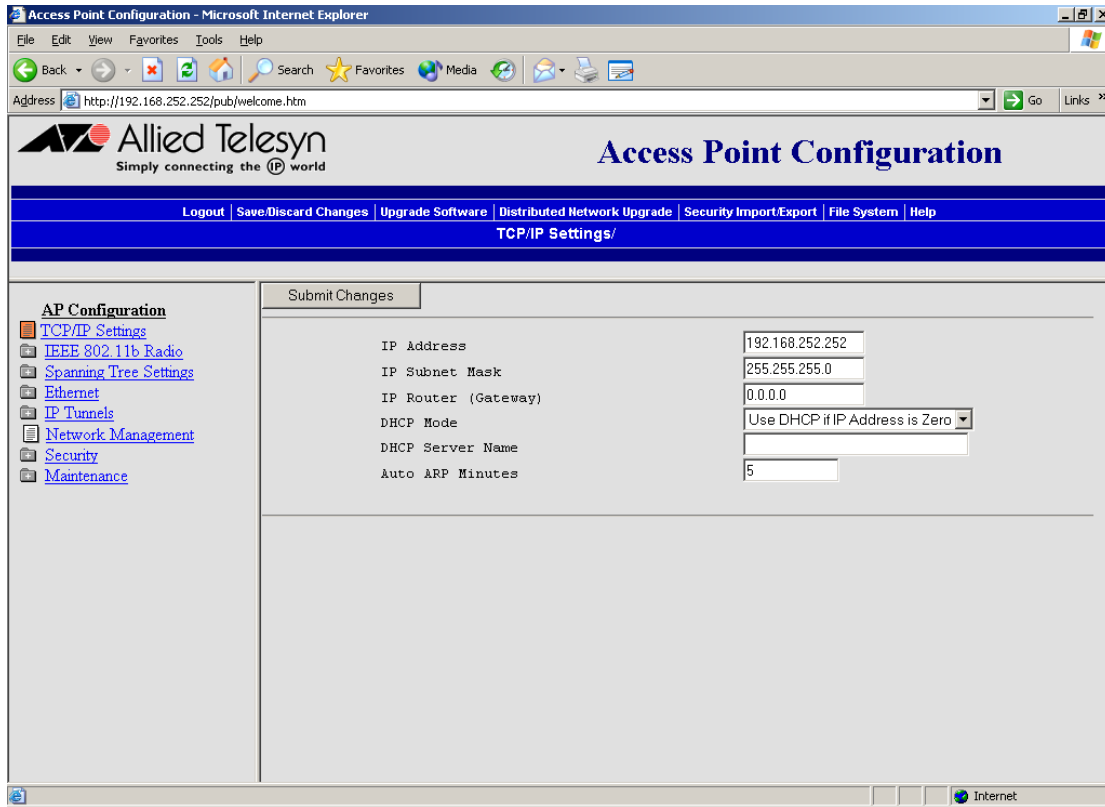 Access Point Configuration - Microsoft Internet Explorer
File Edit View Favorites Tools Help
Back Search Favorites Media
Address http://192.168.252.252/pub/welcome.htm Go Links »
Allied Telesyn
Simply connecting the IP world
Access Point Configuration
Logout | Save/Discard Changes | Upgrade Software | Distributed Network Upgrade | Security Import/Export | File System | Help
TCP/IP Settings/
AP Configuration
TCP/IP Settings
IEEE 802.11b Radio
Spanning Tree Settings
Ethernet
IP Tunnels
Network Management
Security
Maintenance
Submit Changes
IP Address 192.168.252.252
IP Subnet Mask 255.255.255.0
IP Router (Gateway) 0.0.0.0
DHCP Mode Use DHCP if IP Address is Zero
DHCP Server Name
Auto ARP Minutes 5
Internet